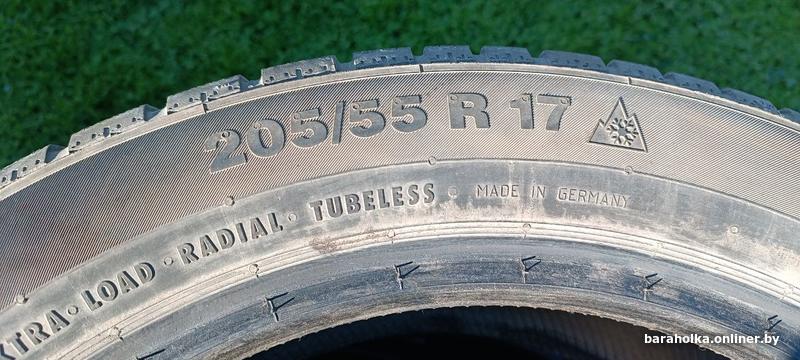 205/55 R 17
XTRA · LOAD · RADIAL · TUBELESS · MADE IN GERMANY
baraholka.onliner.by